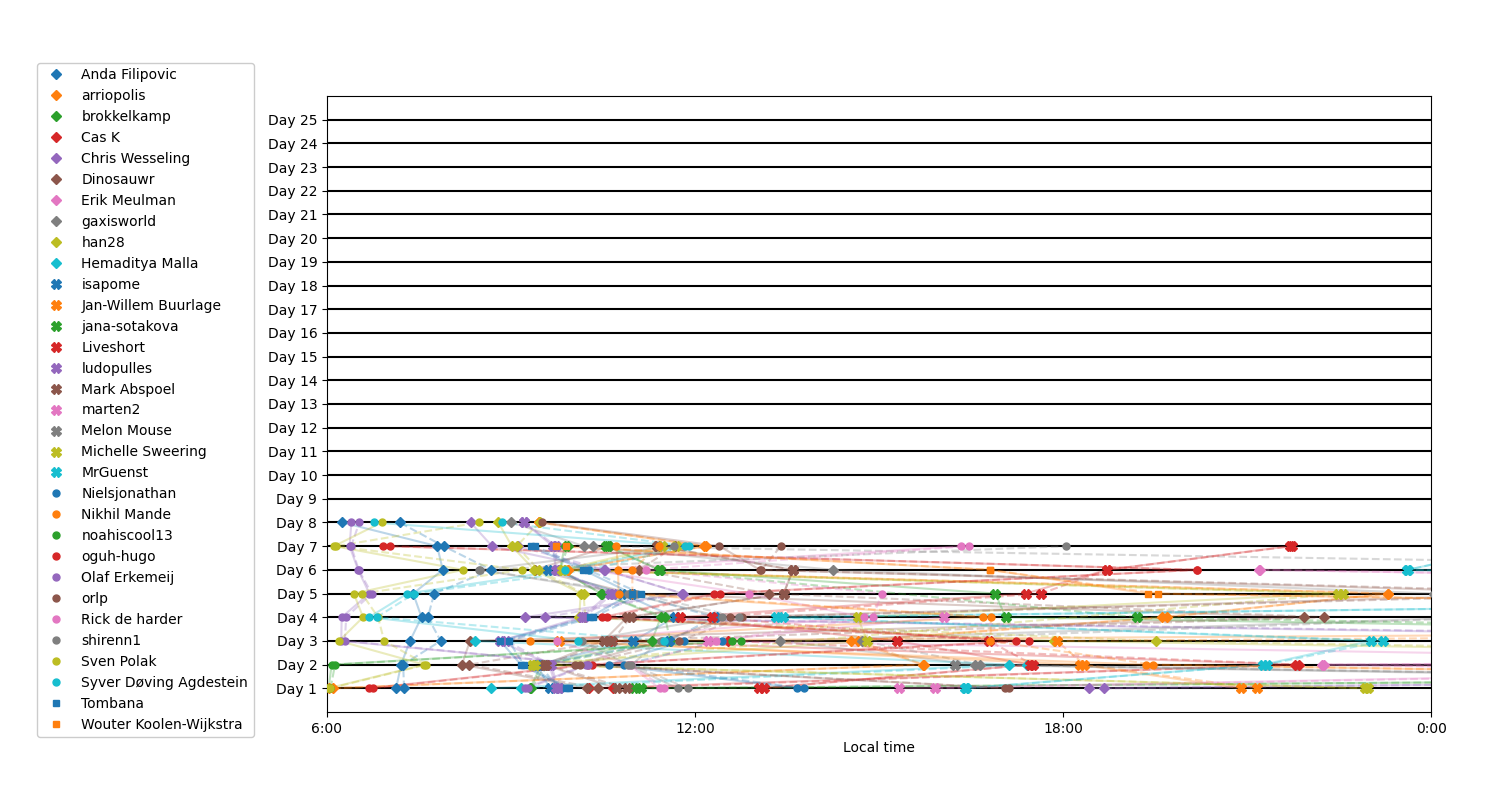 Anda Filipovic
arriopolis
brokkelkamp
Cas K
Chris Wesseling
Dinosauwr
Erik Meulman
gaxisworld
han28
Hemaditya Malla
isapome
Jan-Willem Buurlage
jana-sotakova
Liveshort
ludopulles
Mark Abspoel
marten2
Melon Mouse
Michelle Sweering
MrGuenst
Nielsjonathan
Nikhil Mande
noahiscool13
oguh-hugo
Olaf Erkemeij
orlp
Rick de harder
shirenn1
Sven Polak
Syver Døving Agdestein
Tombana
Wouter Koolen-Wijkstra
Day 25
Day 24
Day 23
Day 22
Day 21
Day 20
Day 19
Day 18
Day 17
Day 16
Day 15
Day 14
Day 13
Day 12
Day 11
Day 10
Day 9
Day 8
Day 7
Day 6
Day 5
Day 4
Day 3
Day 2
Day 1
6:00 12:00 18:00 0:00
Local time